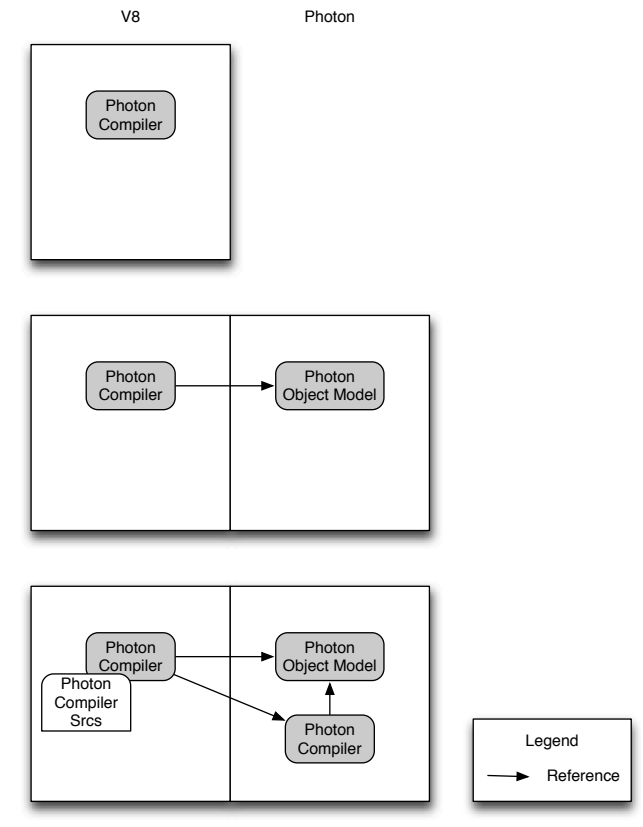 V8 Photon
Photon
Compiler
Photon
Compiler
Photon
Object Model
Photon
Compiler
Photon
Object Model
Photon
Compiler
Srcs
Photon
Compiler
Legend
Reference